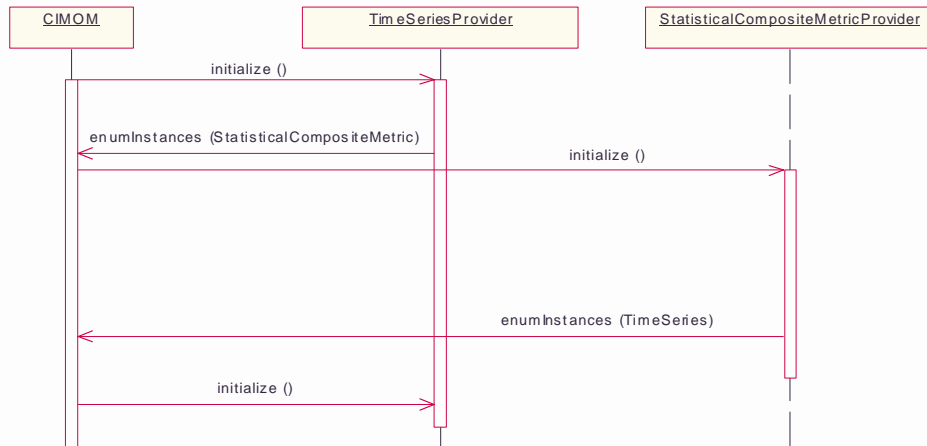 CIMOM
TimeSeriesProvider
StatisticalCompositeMetricProvider
initialize ()
enumInstances (StatisticalCompositeMetric)
initialize ()
enumInstances (TimeSeries)
initialize ()